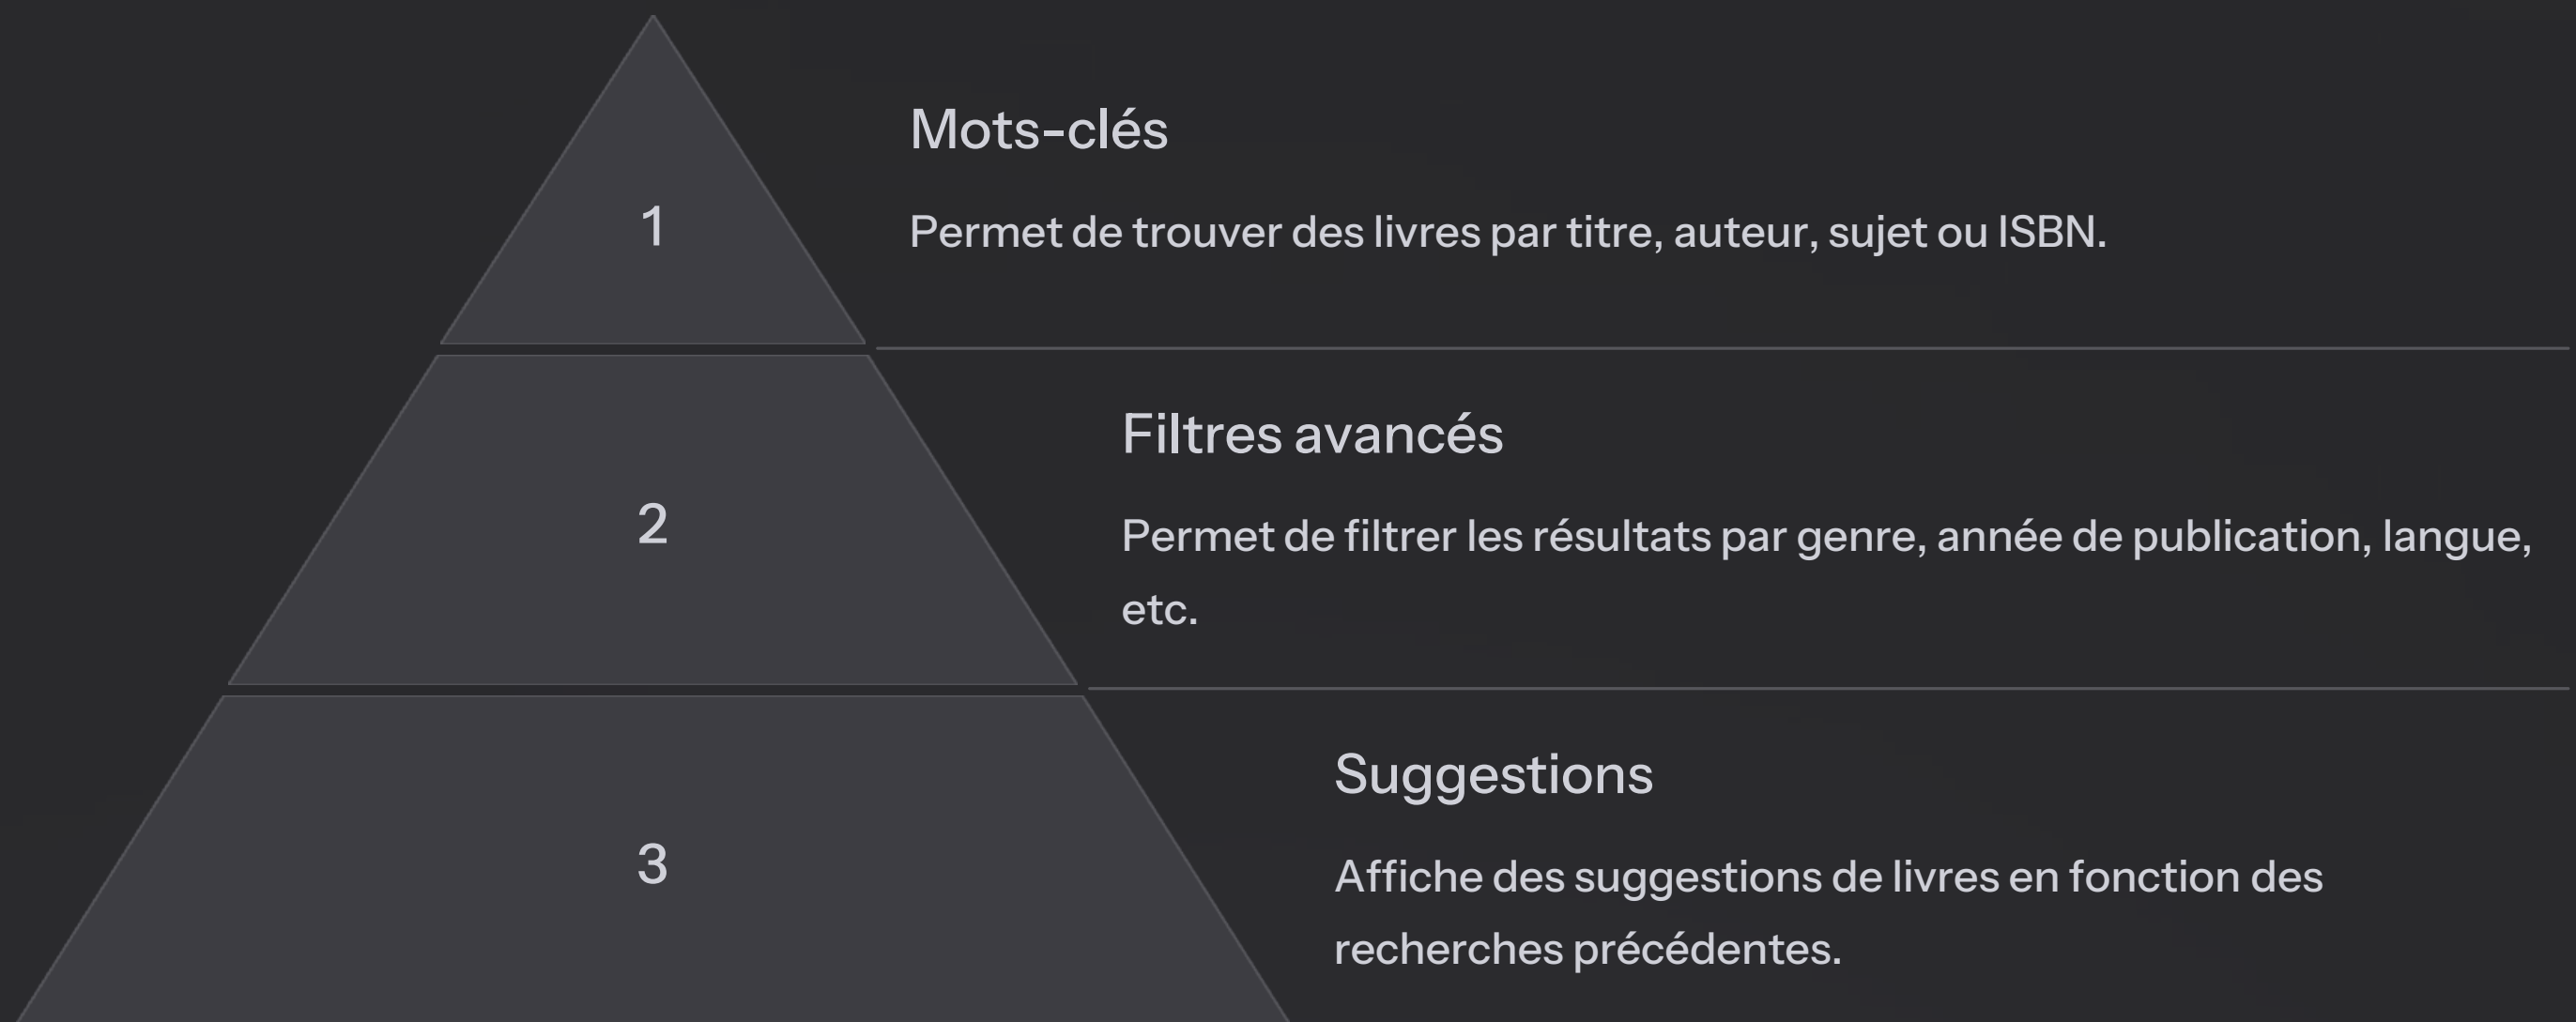 1
Mots-clés
Permet de trouver des livres par titre, auteur, sujet ou ISBN.
2
Filtres avancés
Permet de filtrer les résultats par genre, année de publication, langue,
etc.
3
Suggestions
Affiche des suggestions de livres en fonction des
recherches précédentes.